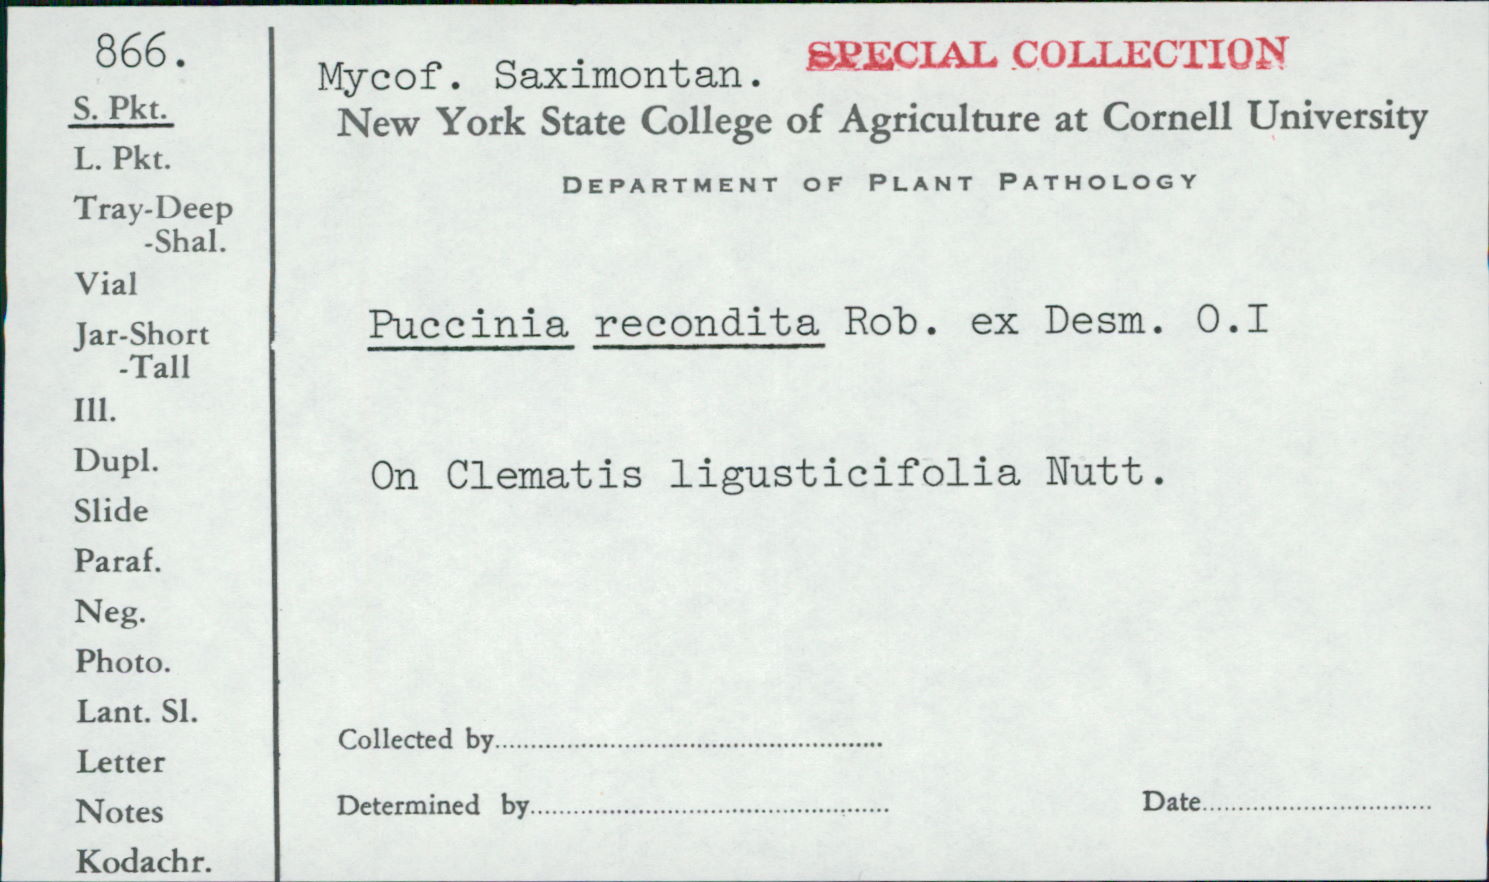 866.
S. Pkt.
L. Pkt.
Tray-Deep
-Shal.
Vial
Jar-Short
-Tall
Ill.
Dupl.
Slide
Paraf.
Neg.
Photo.
Lant. Sl.
Letter
Notes
Kodachr.
SPECIAL COLLECTION
Mycof. Saximontan.
New York State College of Agriculture at Cornell University
DEPARTMENT OF PLANT PATHOLOGY
Puccinia recondita Rob. ex Desm. O.I
On Clematis ligusticifolia Nutt.
Collected by
Determined by
Date